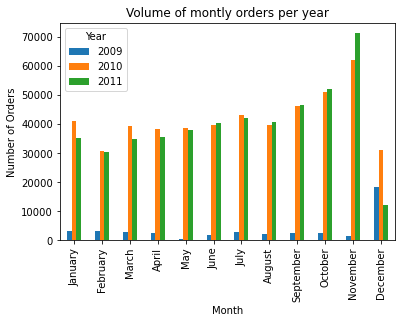 Volume of montly orders per year
Year
2009
2010
2011
Number of Orders
70000
60000
50000
40000
30000
20000
10000
0
January
February
March
April
May
June
July
August
September
October
November
December
Month